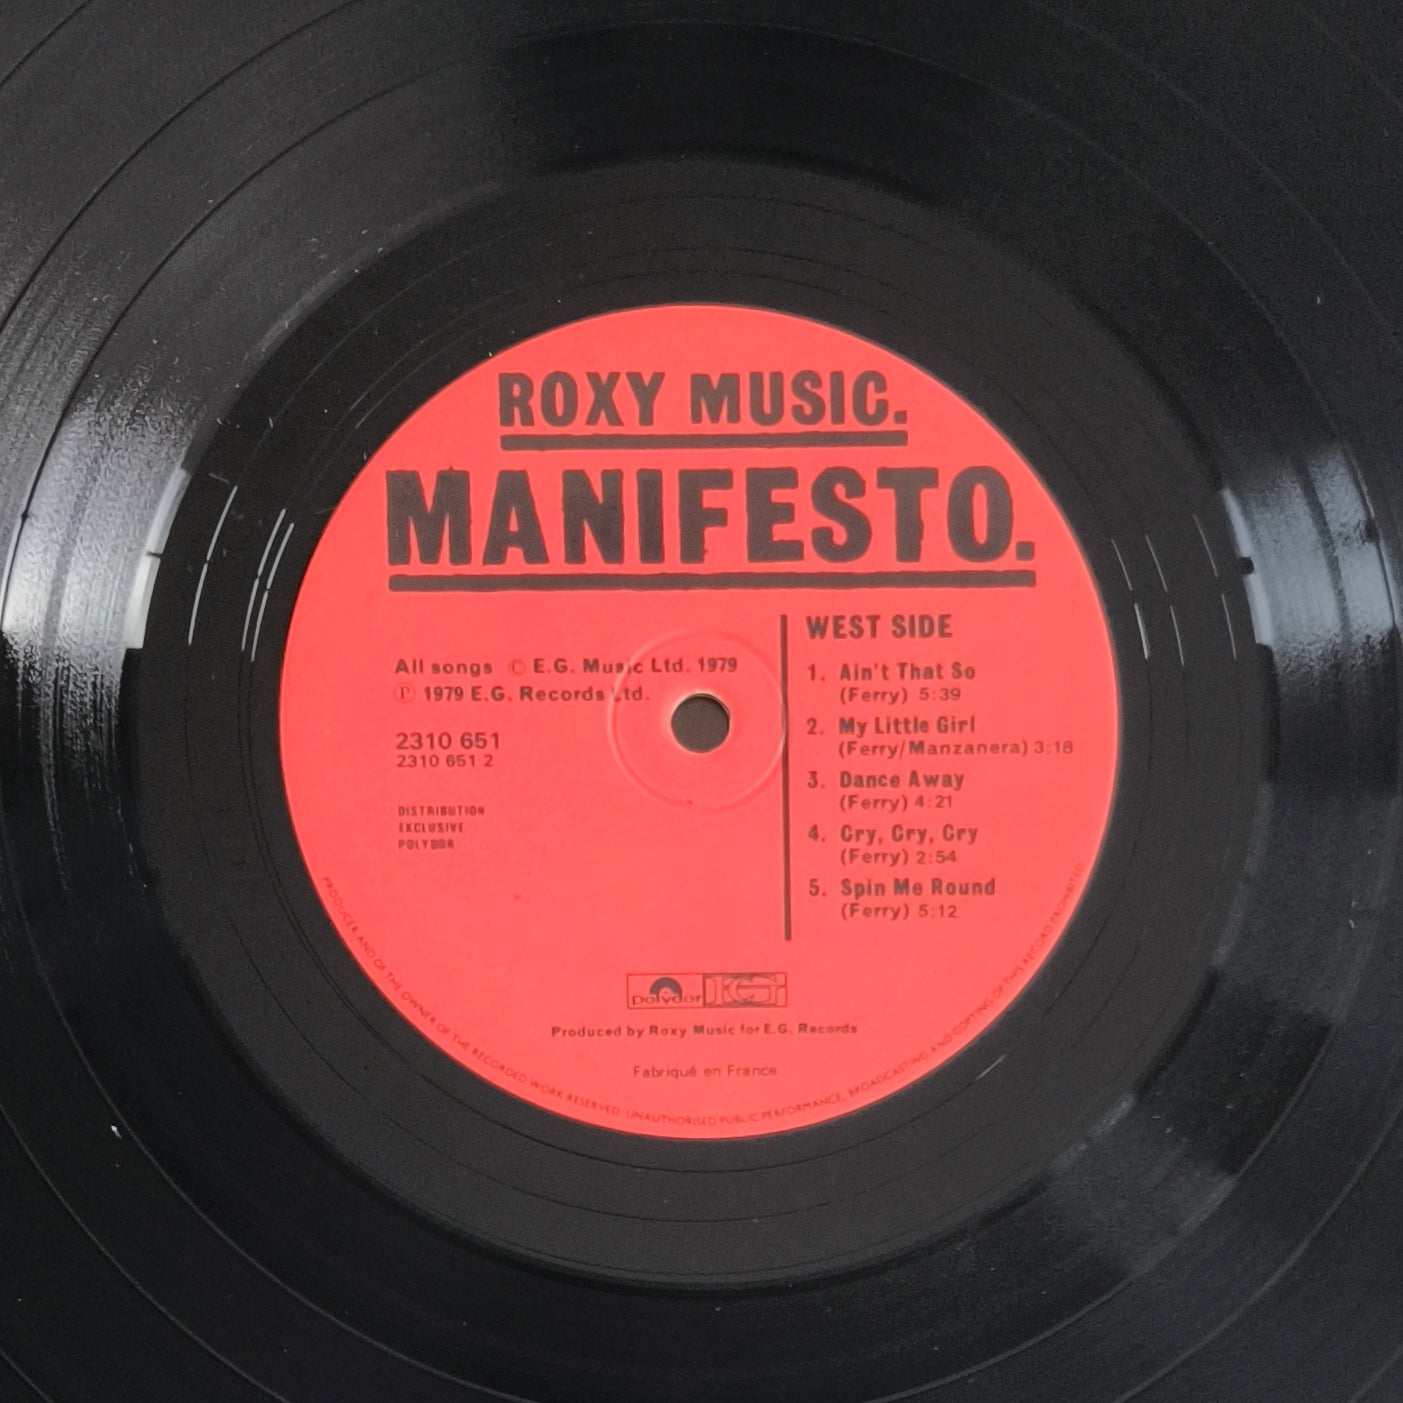 ROXY MUSIC.
MANIFESTO.
All songs © E.G. Music Ltd. 1979
℗ 1979 E.G. Records Ltd.
2310 651
2310 651 2
DISTRIBUTION
EXCLUSIVE
POLYDOR
WEST SIDE
1. Ain't That So
(Ferry) 5:39
2. My Little Girl
(Ferry/Manzanera) 3:18
3. Dance Away
(Ferry) 4:21
4. Cry, Cry, Cry
(Ferry) 2:54
5. Spin Me Round
(Ferry) 5:12
polydor EG
Produced by Roxy Music for E.G. Records
Fabriqué en France
PRODUCER AND OF THE OWNER OF THE RECORDED WORK RESERVED. UNAUTHORISED PUBLIC PERFORMANCE, BROADCASTING AND COPYING OF THIS RECORD PROHIBITED